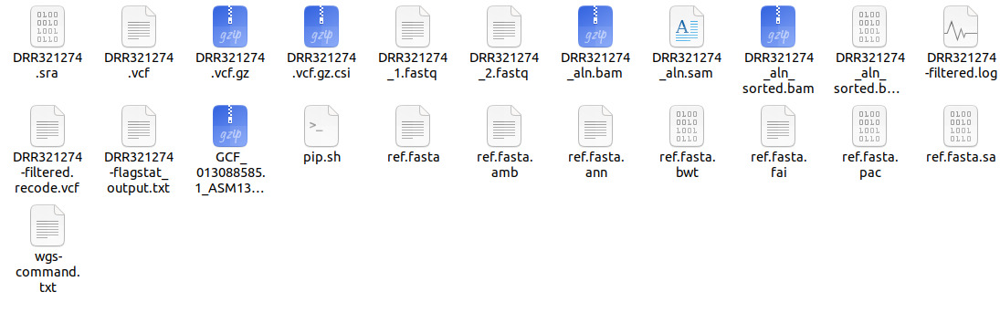 DRR321274
.sra
DRR321274
.vcf
DRR321274
.vcf.gz
DRR321274
.vcf.gz.csi
DRR321274
_1.fastq
DRR321274
_2.fastq
DRR321274
_aln.bam
DRR321274
_aln.sam
DRR321274
_aln_
sorted.bam
DRR321274
_aln_
sorted.b…
DRR321274
-filtered.log
DRR321274
-filtered.
recode.vcf
DRR321274
-flagstat_
output.txt
GCF_
013088585.
1_ASM13…
pip.sh
ref.fasta
ref.fasta.
amb
ref.fasta.
ann
ref.fasta.
bwt
ref.fasta.
fai
ref.fasta.
pac
ref.fasta.sa
wgs-
command.
txt